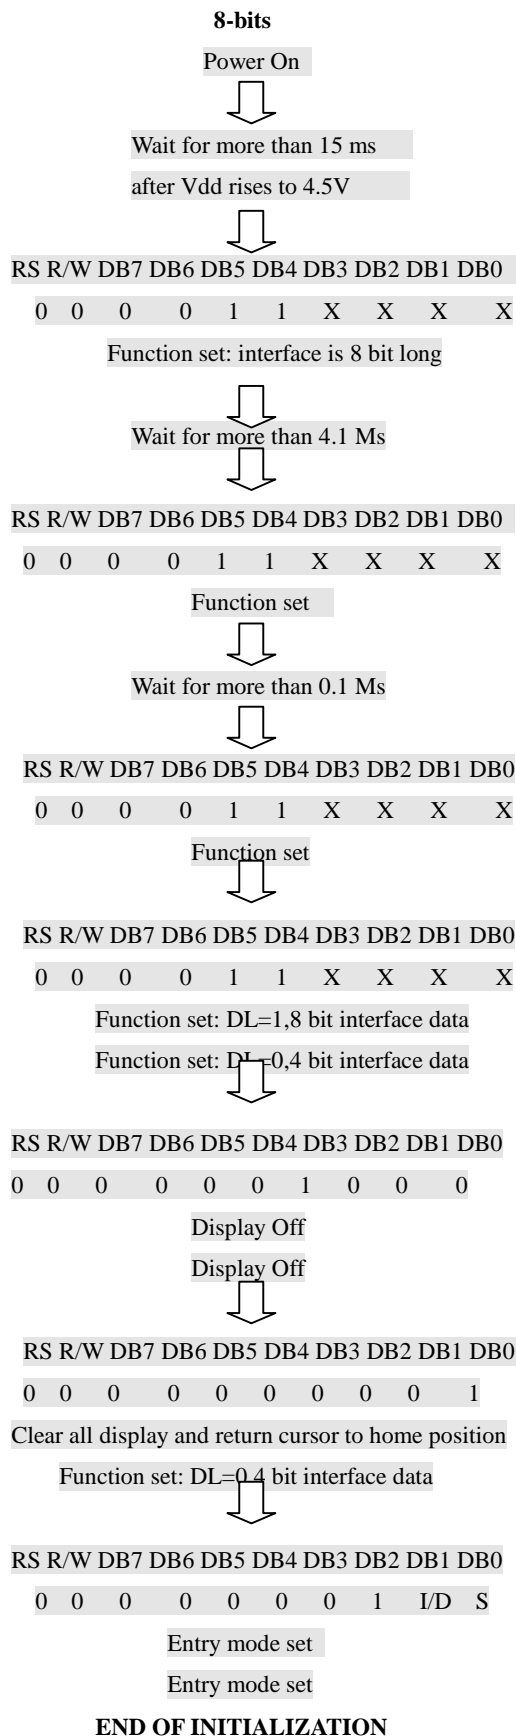 8-bits
Power On
Wait for more than 15 ms
after Vdd rises to 4.5V
RS R/W DB7 DB6 DB5 DB4 DB3 DB2 DB1 DB0
0 0 0 0 1 1 X X X X
Function set: interface is 8 bit long
Wait for more than 4.1 Ms
RS R/W DB7 DB6 DB5 DB4 DB3 DB2 DB1 DB0
0 0 0 0 1 1 X X X X
Function set
Wait for more than 0.1 Ms
RS R/W DB7 DB6 DB5 DB4 DB3 DB2 DB1 DB0
0 0 0 0 1 1 X X X X
Function set
RS R/W DB7 DB6 DB5 DB4 DB3 DB2 DB1 DB0
0 0 0 0 1 1 X X X X
Function set: DL=1,8 bit interface data
Function set: DL=0,4 bit interface data
RS R/W DB7 DB6 DB5 DB4 DB3 DB2 DB1 DB0
0 0 0 0 0 0 1 0 0 0
Display Off
Display Off
RS R/W DB7 DB6 DB5 DB4 DB3 DB2 DB1 DB0
0 0 0 0 0 0 0 0 0 1
Clear all display and return cursor to home position
Function set: DL=0,4 bit interface data
RS R/W DB7 DB6 DB5 DB4 DB3 DB2 DB1 DB0
0 0 0 0 0 0 0 1 I/D S
Entry mode set
Entry mode set
END OF INITIALIZATION